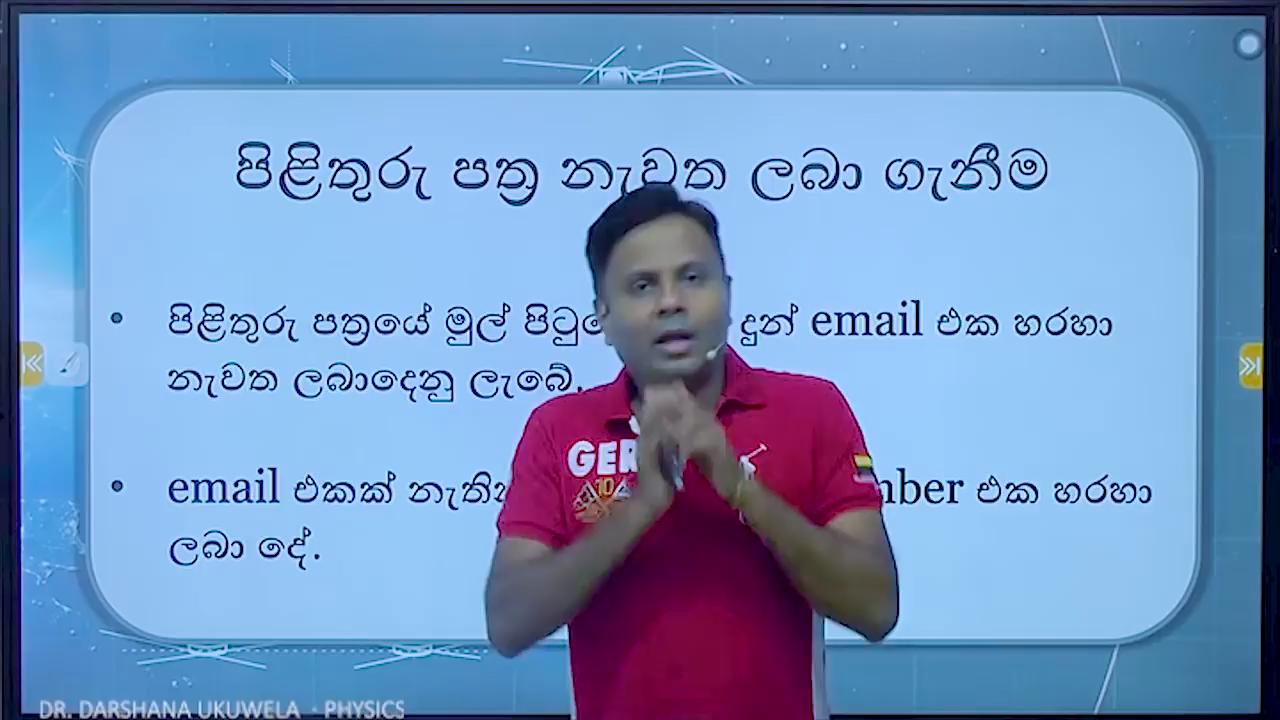 පිළිතුරු පත්‍ර නැවත ලබා ගැනීම
පිළිතුරු පත්‍රයේ මුල් දුන් email එක හරහා
නැවත ලබාදෙනු ලැබේ.
email එකක් එක හරහා
ලබා දේ.
GER
10
DR. DARSHANA UKUWELA - PHYSICS